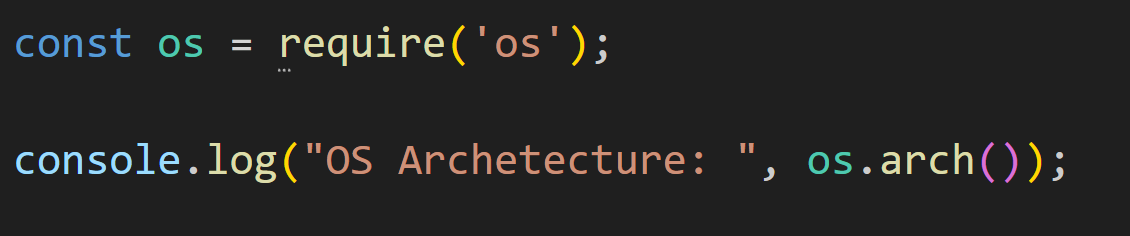 const os = require('os');
console.log("OS Archetecture: ", os.arch());